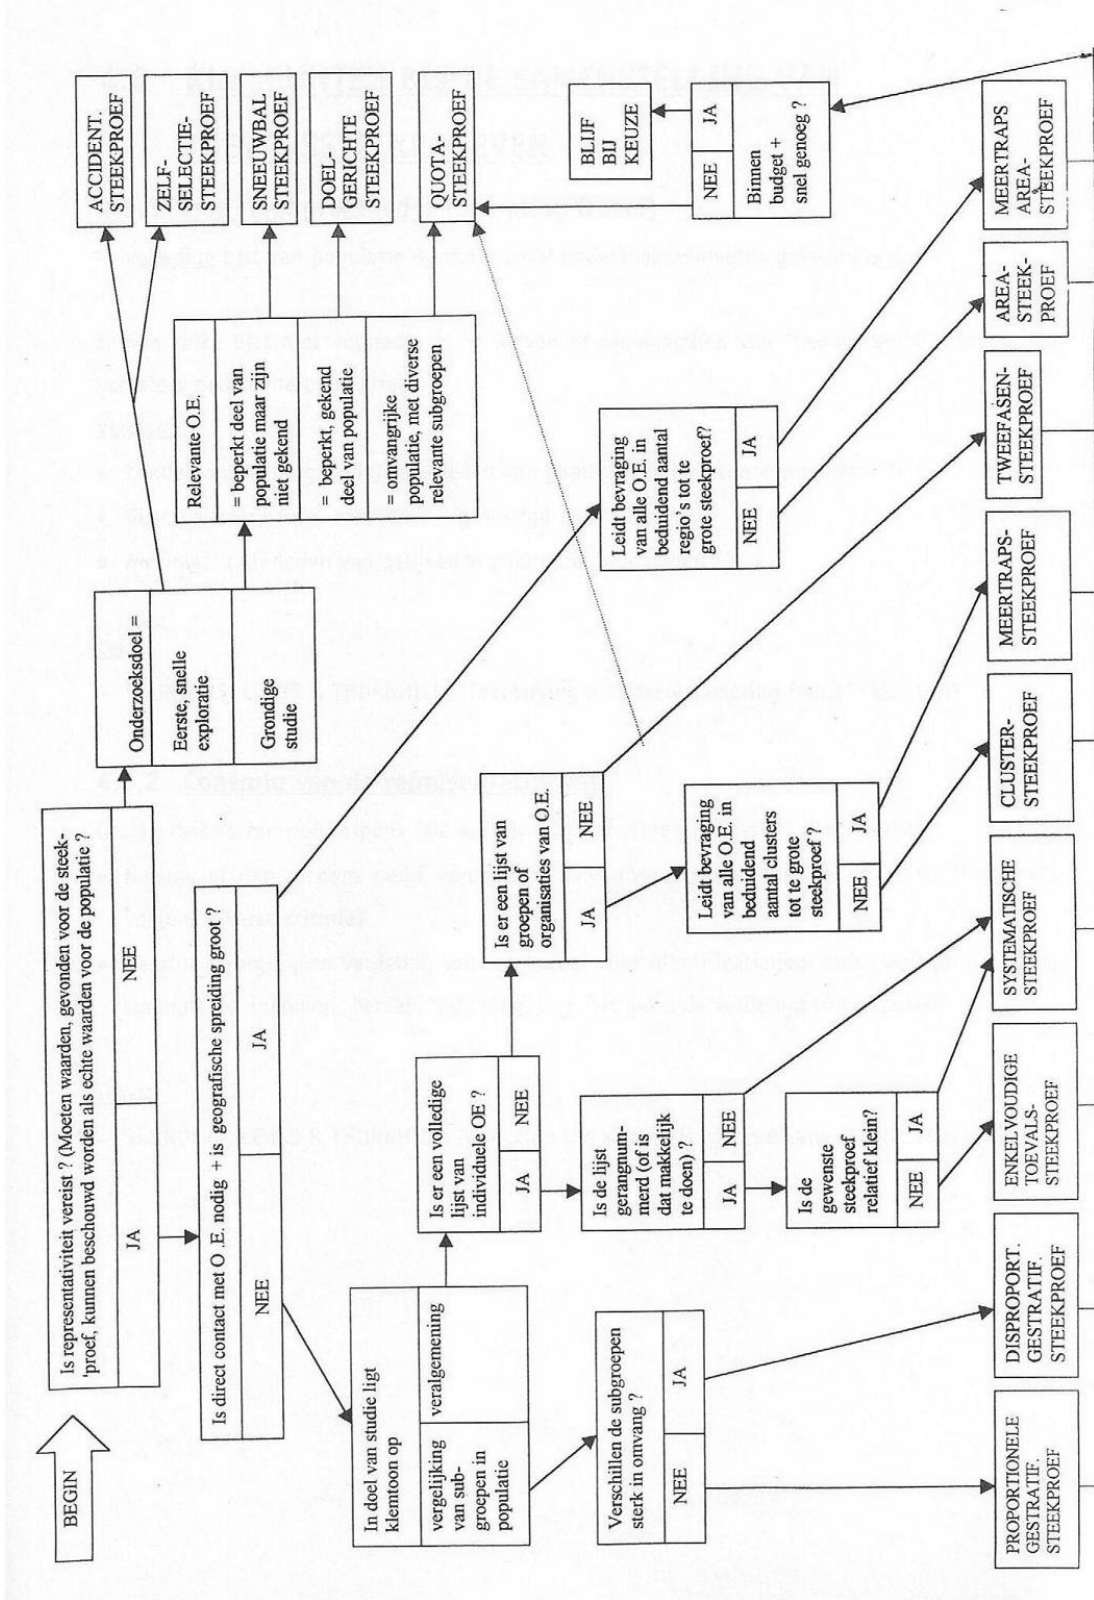 BEGIN
Is representativiteit vereist ? (Moeten waarden, gevonden voor de steek-
'proef, kunnen beschouwd worden als echte waarden voor de populatie ?
JA
NEE
Is direct contact met O .E. nodig + is geografische spreiding groot ?
NEE
JA
Onderzoeksdoel =
Eerste, snelle
exploratie
Grondige
studie
Relevante O.E.
= beperkt deel van
populatie maar zijn
niet gekend
= beperkt, gekend
deel van populatie
= omvangrijke
populatie, met diverse
relevante subgroepen
ACCIDENT.
STEEKPROEF
ZELF-
SELECTIE-
STEEKPROEF
SNEEUWBAL
STEEKPROEF
DOEL-
GERICHTE
STEEKPROEF
QUOTA-
STEEKPROEF
In doel van studie ligt
klemtoon op
vergelijking
van sub-
groepen in
populatie
veralgemening
Is er een volledige
lijst van
individuele OE ?
JA
NEE
Is er een lijst van
groepen of
organisaties van O.E.
JA
NEE
Leidt bevraging
van alle O.E. in
beduidend aantal
regio's tot te
grote steekproef?
NEE
JA
BLIJF
BIJ
KEUZE
NEE
JA
Binnen
budget +
snel genoeg ?
Verschillen de subgroepen
sterk in omvang ?
NEE
JA
Is de lijst
gerangnum-
merd (of is
dat makkelijk
te doen) ?
JA
NEE
Is de
gewenste
steekproef
relatief klein?
NEE
JA
Leidt bevraging
van alle O.E. in
beduidend
aantal clusters
tot te grote
steekproef ?
NEE
JA
PROPORTIONELE
GESTRATIF.
STEEKPROEF
DISPROPORT.
GESTRATIF.
STEEKPROEF
ENKELVOUDIGE
TOEVALS-
STEEKPROEF
SYSTEMATISCHE
STEEKPROEF
CLUSTER-
STEEKPROEF
MEERTRAPS-
STEEKPROEF
TWEEFASEN-
STEEKPROEF
AREA-
STEEK-
PROEF
MEERTRAPS
AREA-
STEEKPROEF